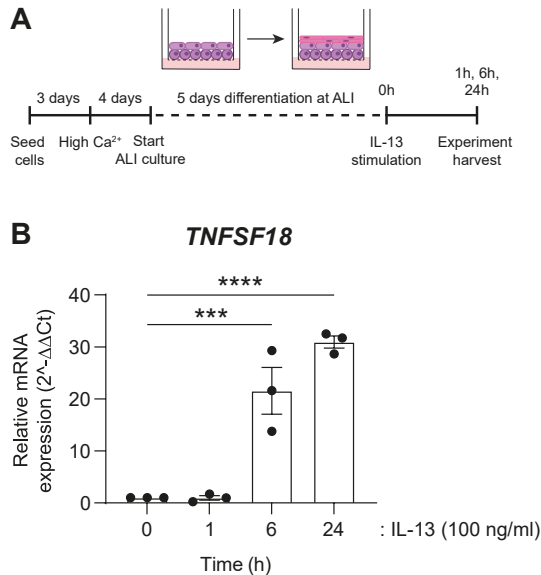 A
3 days
4 days
5 days differentiation at ALI
0h
1h, 6h,
24h
Seed
cells
High Ca²⁺
Start
ALI culture
IL-13
stimulation
Experiment
harvest
B
TNFSF18
****
***
Relative mRNA
expression (2^-ΔΔCt)
40
30
20
10
0
0 1 6 24 : IL-13 (100 ng/ml)
Time (h)